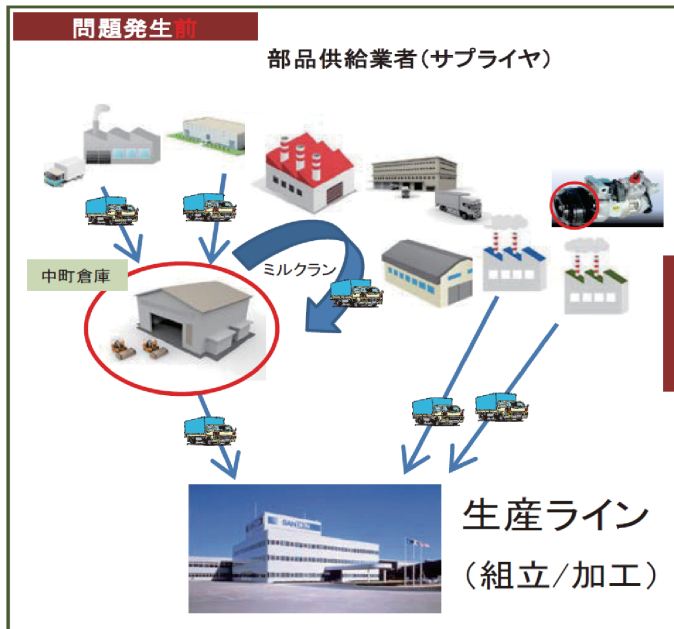 問題発生前
部品供給業者(サプライヤ)
中町倉庫
ミルクラン
SANDEN
生産ライン
(組立/加工)